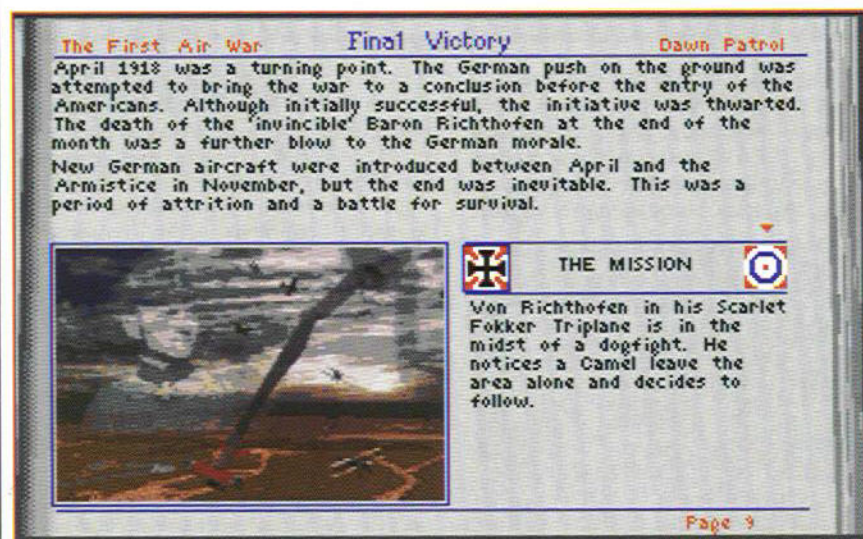 The First Air War Final Victory Dawn Patrol
April 1918 was a turning point. The German push on the ground was
attempted to bring the war to a conclusion before the entry of the
Americans. Although initially successful, the initiative was thwarted.
The death of the 'invincible' Baron Richthofen at the end of the
month was a further blow to the German morale.
New German aircraft were introduced between April and the
Armistice in November, but the end was inevitable. This was a
period of attrition and a battle for survival.
THE MISSION
Von Richthofen in his Scarlet
Fokker Triplane is in the
midst of a dogfight. He
notices a Camel leave the
area alone and decides to
follow.
Page 9